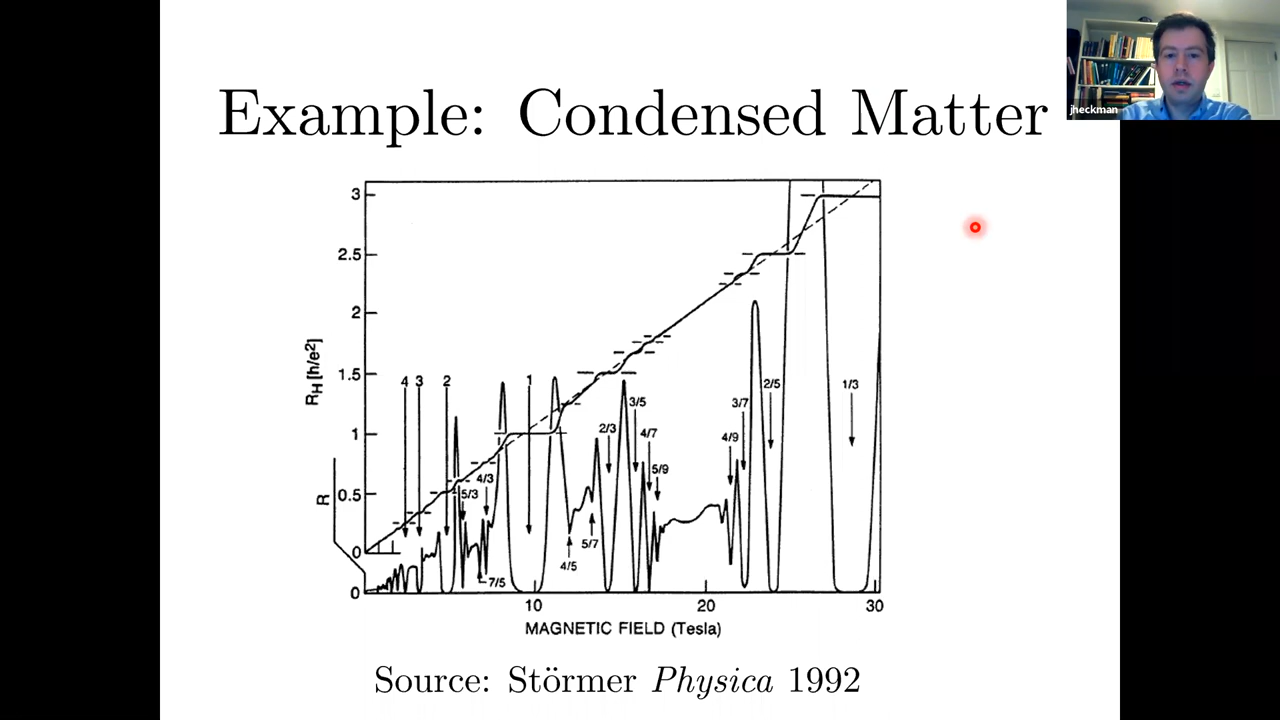 Example: Condensed Matter
jheckman
3
2.5
2
1.5
1
0.5
0
0
R_H [h/e²]
R
4 3 2 1
5/3
4/3
7/5
4/5
5/7
2/3
3/5
4/7
5/9
4/9
3/7
2/5
1/3
10 20 30
MAGNETIC FIELD (Tesla)
Source: Störmer Physica 1992